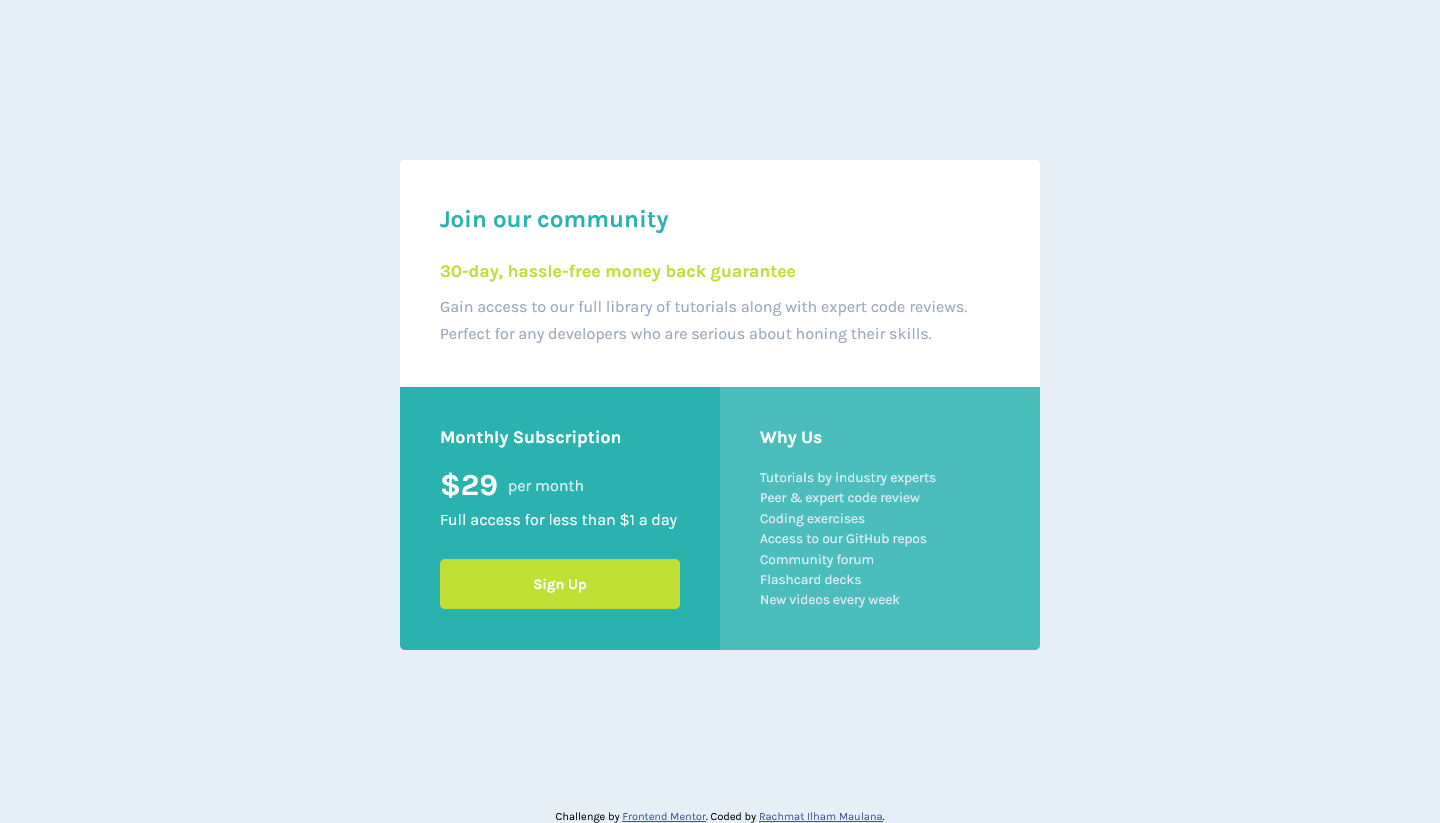 Join our community
30-day, hassle-free money back guarantee
Gain access to our full library of tutorials along with expert code reviews.
Perfect for any developers who are serious about honing their skills.
Monthly Subscription
$29 per month
Full access for less than $1 a day
Sign Up
Why Us
Tutorials by industry experts
Peer & expert code review
Coding exercises
Access to our GitHub repos
Community forum
Flashcard decks
New videos every week
Challenge by Frontend Mentor. Coded by Rachmat Ilham Maulana.